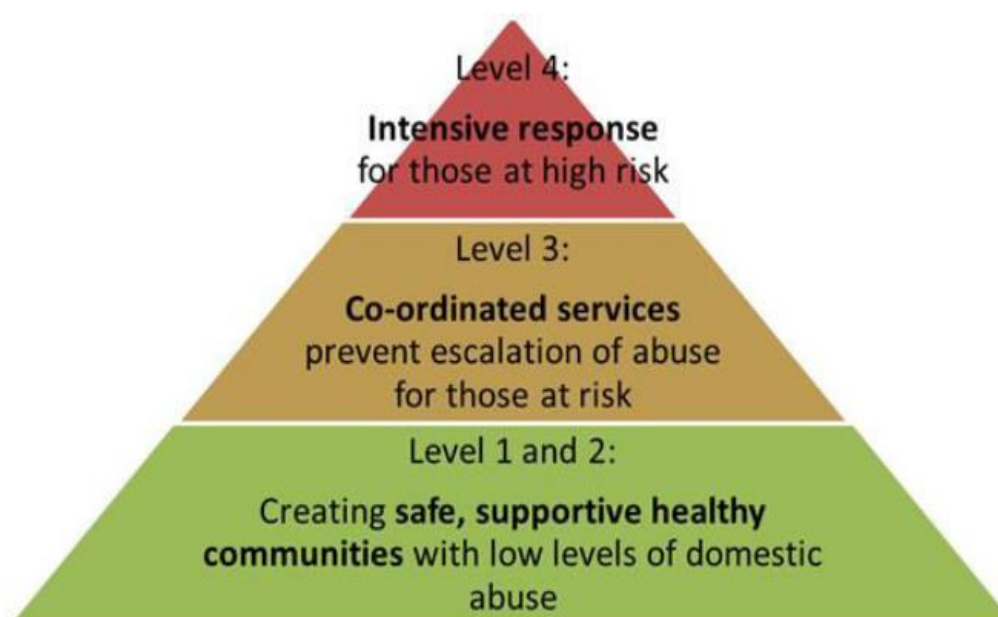 Level 4:
Intensive response
for those at high risk
Level 3:
Co-ordinated services
prevent escalation of abuse
for those at risk
Level 1 and 2:
Creating safe, supportive healthy
communities with low levels of domestic
abuse